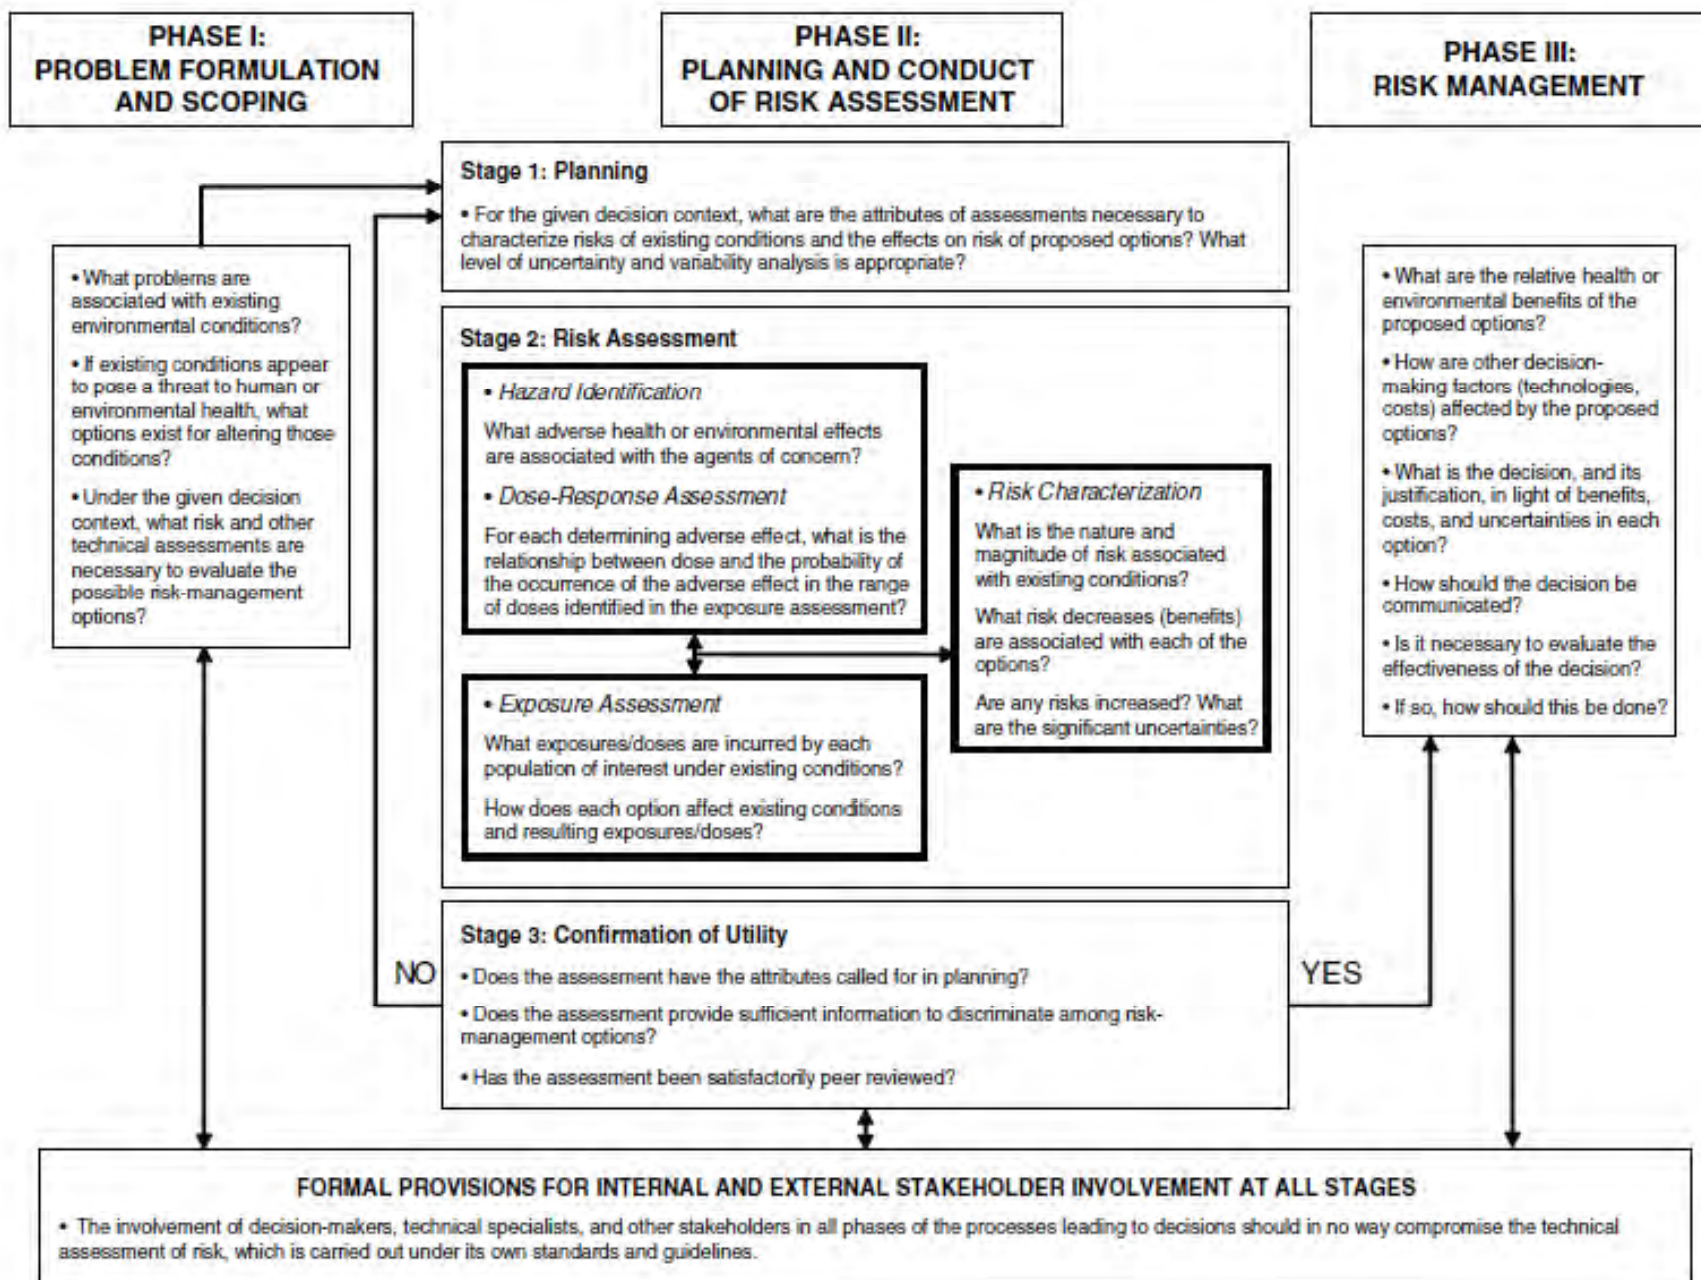 PHASE I:
PROBLEM FORMULATION
AND SCOPING
PHASE II:
PLANNING AND CONDUCT
OF RISK ASSESSMENT
PHASE III:
RISK MANAGEMENT
• What problems are
associated with existing
environmental conditions?
• If existing conditions appear
to pose a threat to human or
environmental health, what
options exist for altering those
conditions?
• Under the given decision
context, what risk and other
technical assessments are
necessary to evaluate the
possible risk-management
options?
Stage 1: Planning
• For the given decision context, what are the attributes of assessments necessary to
characterize risks of existing conditions and the effects on risk of proposed options? What
level of uncertainty and variability analysis is appropriate?
Stage 2: Risk Assessment
• Hazard Identification
What adverse health or environmental effects
are associated with the agents of concern?
• Dose-Response Assessment
For each determining adverse effect, what is the
relationship between dose and the probability of
the occurrence of the adverse effect in the range
of doses identified in the exposure assessment?
• Exposure Assessment
What exposures/doses are incurred by each
population of interest under existing conditions?
How does each option affect existing conditions
and resulting exposures/doses?
• Risk Characterization
What is the nature and
magnitude of risk associated
with existing conditions?
What risk decreases (benefits)
are associated with each of the
options?
Are any risks increased? What
are the significant uncertainties?
NO
Stage 3: Confirmation of Utility
• Does the assessment have the attributes called for in planning?
• Does the assessment provide sufficient information to discriminate among risk-
management options?
• Has the assessment been satisfactorily peer reviewed?
YES
• What are the relative health or
environmental benefits of the
proposed options?
• How are other decision-
making factors (technologies,
costs) affected by the proposed
options?
• What is the decision, and its
justification, in light of benefits,
costs, and uncertainties in each
option?
• How should the decision be
communicated?
• Is it necessary to evaluate the
effectiveness of the decision?
• If so, how should this be done?
FORMAL PROVISIONS FOR INTERNAL AND EXTERNAL STAKEHOLDER INVOLVEMENT AT ALL STAGES
• The involvement of decision-makers, technical specialists, and other stakeholders in all phases of the processes leading to decisions should in no way compromise the technical
assessment of risk, which is carried out under its own standards and guidelines.